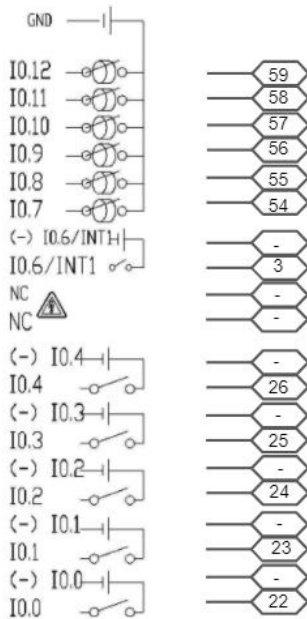 GND
I0.12 59
I0.11 58
I0.10 57
I0.9 56
I0.8 55
I0.7 54
(-) I0.6/INT1 -
I0.6/INT1 3
NC -
NC -
(-) I0.4 -
I0.4 26
(-) I0.3 -
I0.3 25
(-) I0.2 -
I0.2 24
(-) I0.1 -
I0.1 23
(-) I0.0 -
I0.0 22